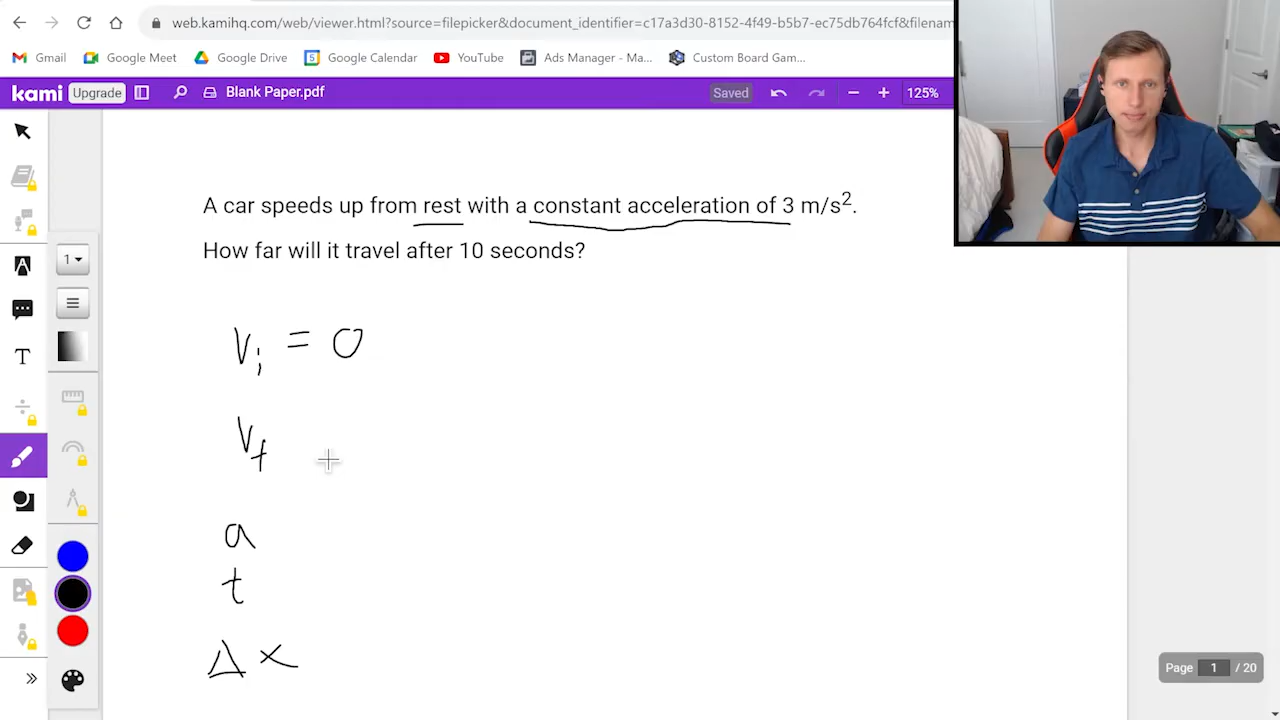 web.kamihq.com/web/viewer.html?source=filepicker&document_identifier=c17a3d30-8152-4f49-b5b7-ec75db764fcf&filenam
Gmail Google Meet Google Drive Google Calendar YouTube Ads Manager - Ma... Custom Board Gam...
kami Upgrade Blank Paper.pdf Saved 125%
A car speeds up from rest with a constant acceleration of 3 m/s².
How far will it travel after 10 seconds?
1
vᵢ = 0
v_f
a
t
Δx
Page 1 / 20